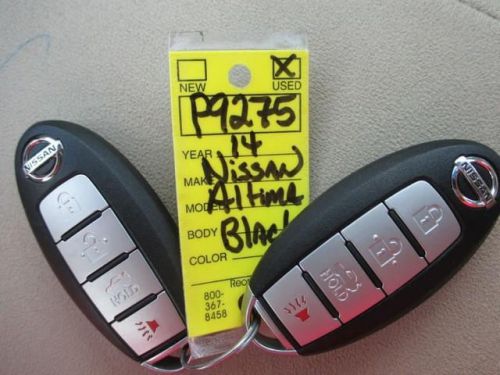 NEW
USED
P9275
YEAR 14
MAKE Nissan
MODEL Altima
BODY Black
COLOR
800-
367-
8458
NISSAN
HOLD
NISSAN
HOLD